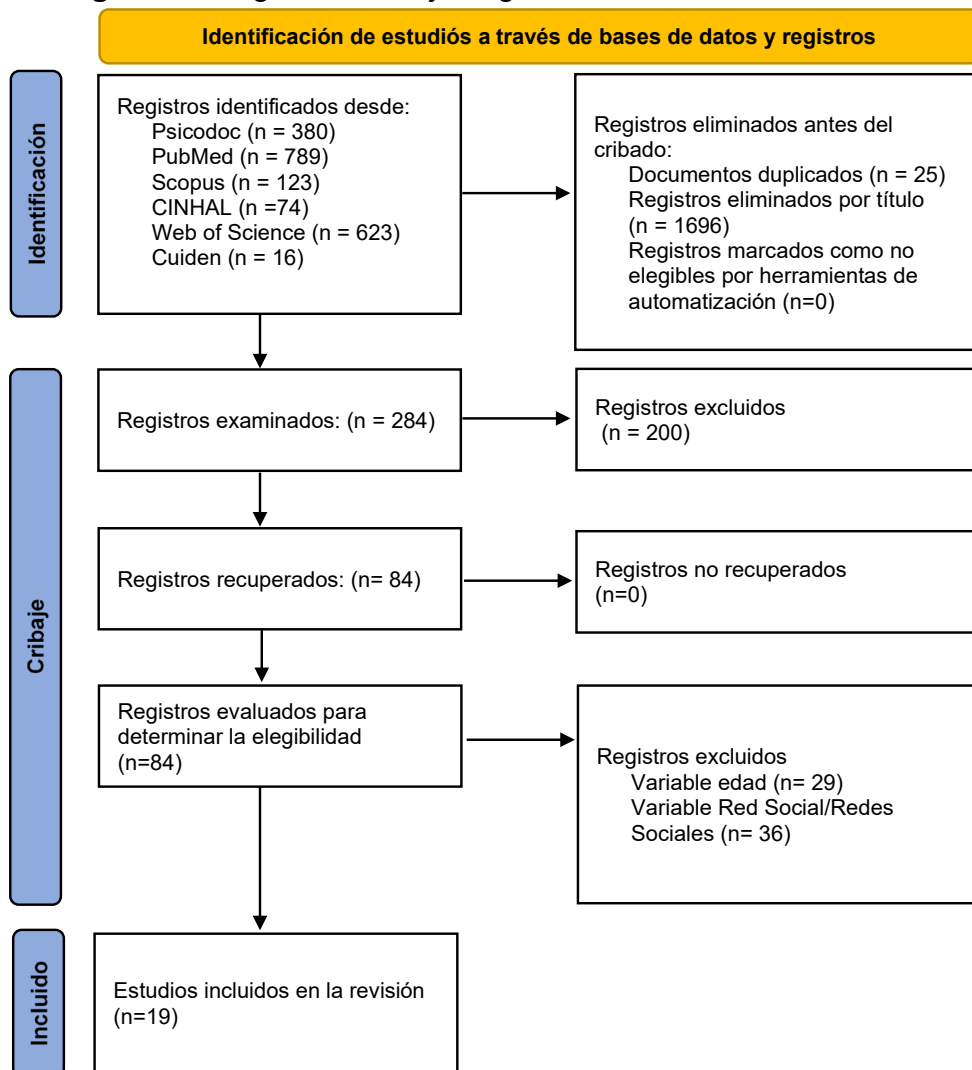 Identificación de estudiós a través de bases de datos y registros
Identificación
Registros identificados desde:
Psicodoc (n = 380)
PubMed (n = 789)
Scopus (n = 123)
CINHAL (n =74)
Web of Science (n = 623)
Cuiden (n = 16)
Registros eliminados antes del
cribado:
Documentos duplicados (n = 25)
Registros eliminados por título
(n = 1696)
Registros marcados como no
elegibles por herramientas de
automatización (n=0)
Cribaje
Registros examinados: (n = 284)
Registros excluidos
(n = 200)
Registros recuperados: (n= 84)
Registros no recuperados
(n=0)
Registros evaluados para
determinar la elegibilidad
(n=84)
Registros excluidos
Variable edad (n= 29)
Variable Red Social/Redes
Sociales (n= 36)
Incluido
Estudios incluidos en la revisión
(n=19)